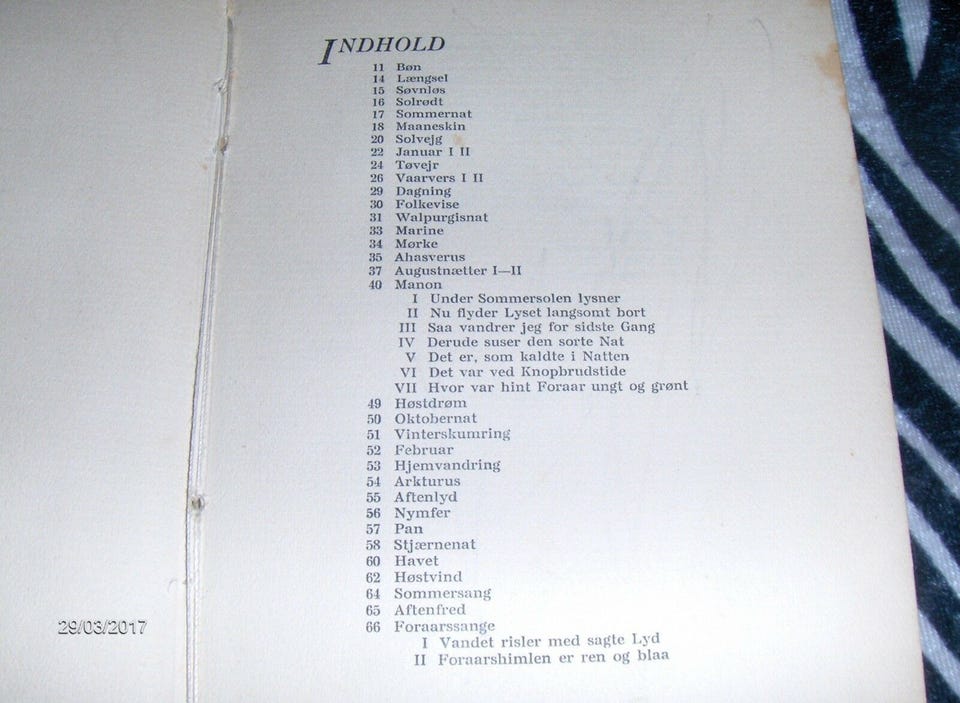 INDHOLD
11 Bøn
14 Længsel
15 Søvnløs
16 Solrødt
17 Sommernat
18 Maaneskin
20 Solvejg
22 Januar I II
24 Tøvejr
26 Vaarvers I II
29 Dagning
30 Folkevise
31 Walpurgisnat
33 Marine
34 Mørke
35 Ahasverus
37 Augustnætter I—II
40 Manon
I Under Sommersolen lysner
II Nu flyder Lyset langsomt bort
III Saa vandrer jeg for sidste Gang
IV Derude suser den sorte Nat
V Det er, som kaldte i Natten
VI Det var ved Knopbrudstide
VII Hvor var hint Foraar ungt og grønt
49 Høstdrøm
50 Oktobernat
51 Vinterskumring
52 Februar
53 Hjemvandring
54 Arkturus
55 Aftenlyd
56 Nymfer
57 Pan
58 Stjærnenat
60 Havet
62 Høstvind
64 Sommersang
65 Aftenfred
66 Foraarssange
I Vandet risler med sagte Lyd
II Foraarshimlen er ren og blaa
29/03/2017